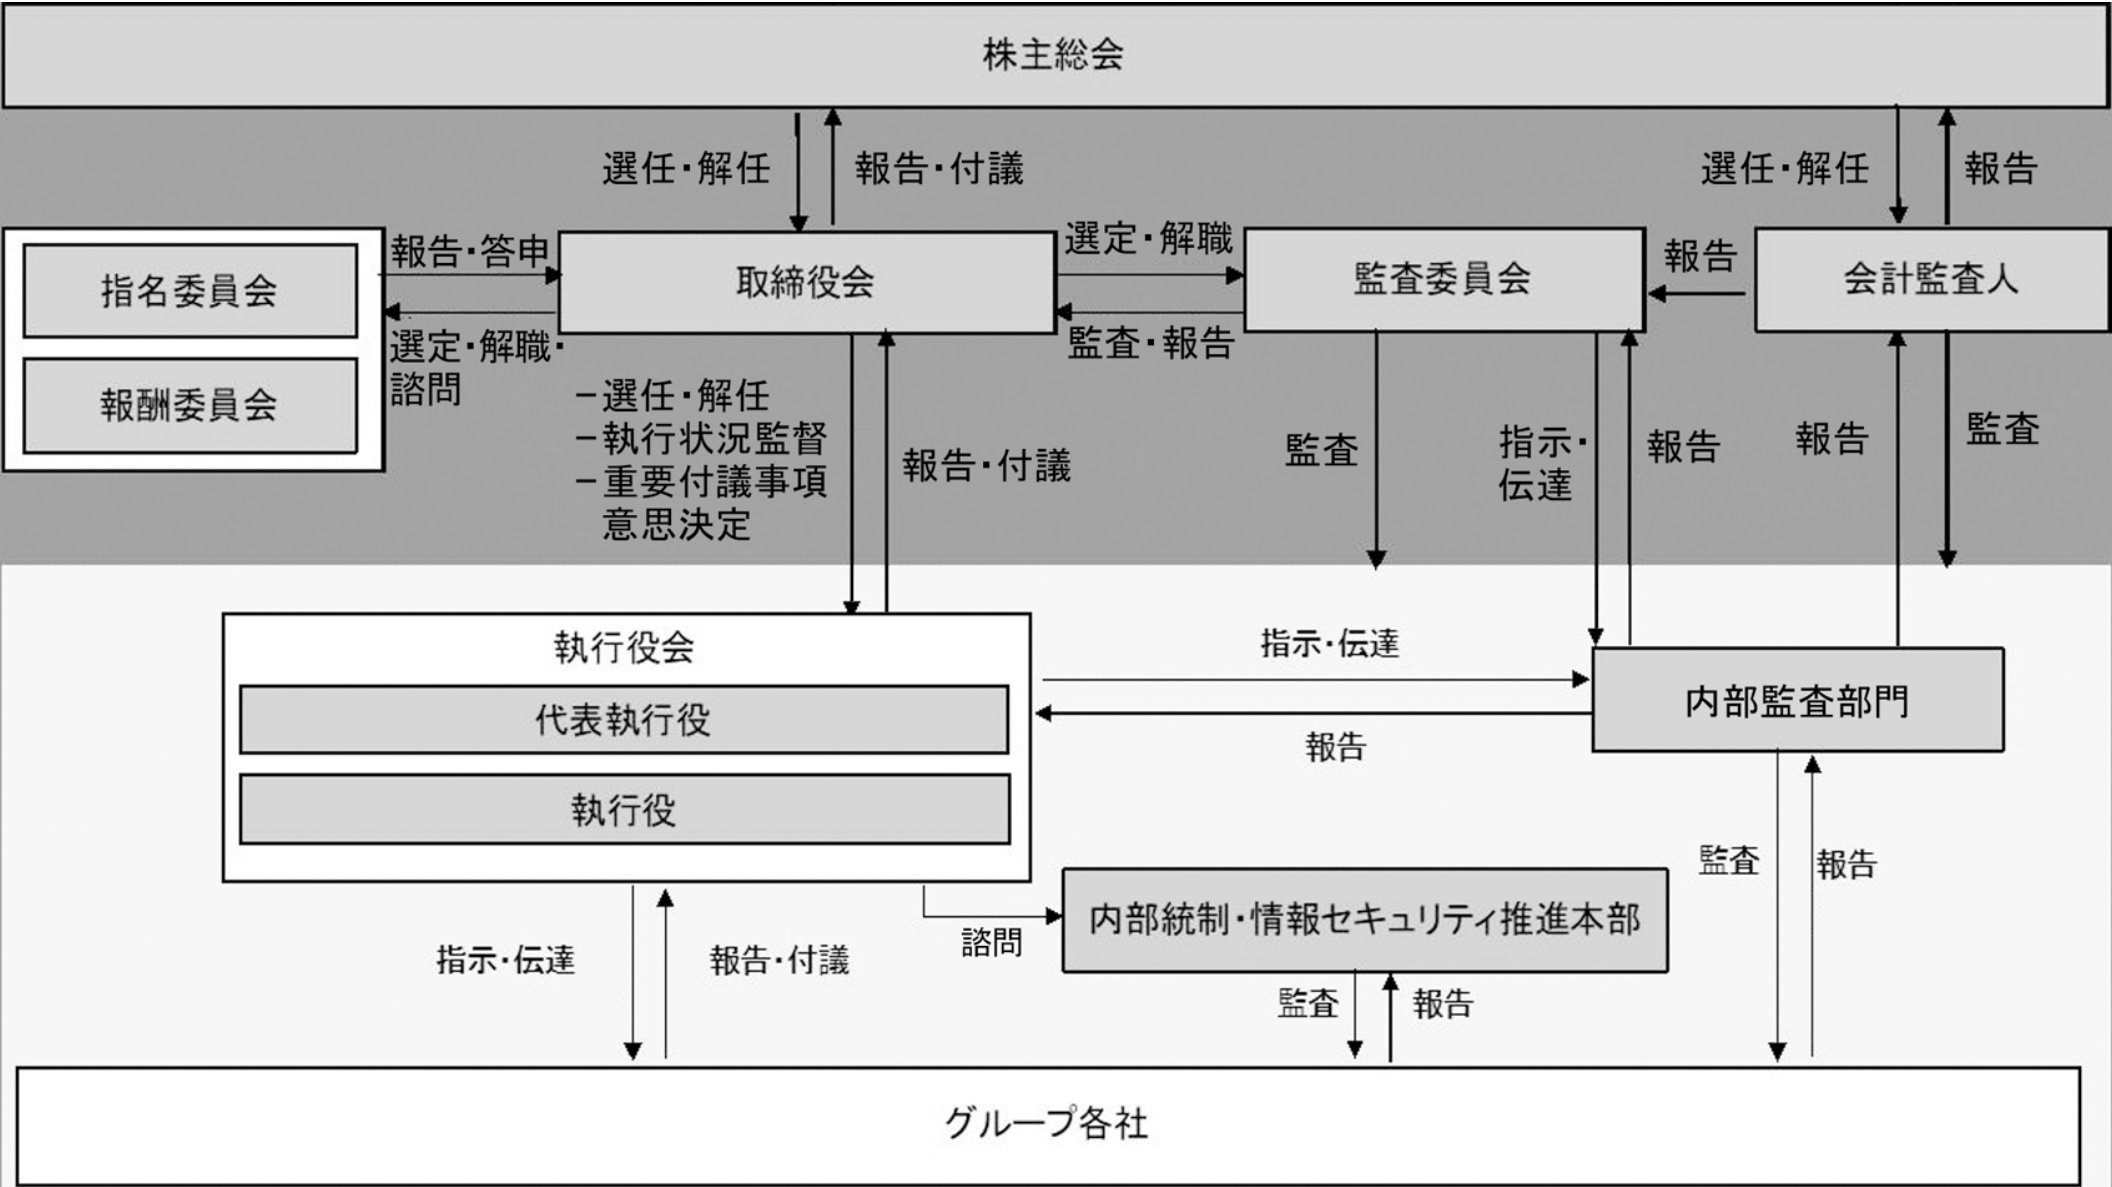 株主総会
選任・解任
報告・付議
選任・解任
報告
指名委員会
報酬委員会
報告・答申
選定・解職・
諮問
取締役会
選定・解職
監査・報告
監査委員会
報告
会計監査人
－選任・解任
－執行状況監督
－重要付議事項
意思決定
報告・付議
監査
指示・
伝達
報告
報告
監査
執行役会
代表執行役
執行役
指示・伝達
報告
内部監査部門
監査
報告
内部統制・情報セキュリティ推進本部
諮問
指示・伝達
報告・付議
監査
報告
グループ各社